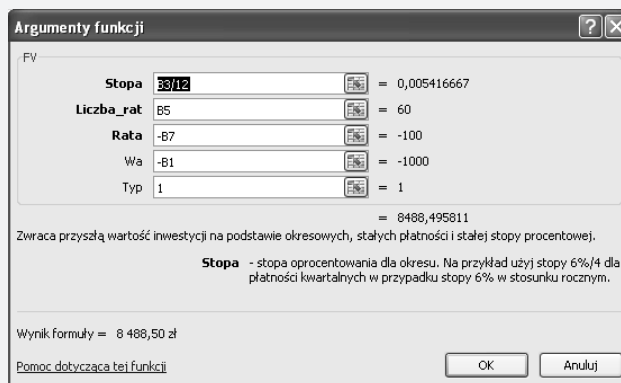 Argumenty funkcji
FV
Stopa B3/12 = 0,005416667
Liczba_rat B5 = 60
Rata -B7 = -100
Wa -B1 = -1000
Typ 1 = 1
= 8488,495811
Zwraca przyszłą wartość inwestycji na podstawie okresowych, stałych płatności i stałej stopy procentowej.
Stopa - stopa oprocentowania dla okresu. Na przykład użyj stopy 6%/4 dla
płatności kwartalnych w przypadku stopy 6% w stosunku rocznym.
Wynik formuły = 8 488,50 zł
Pomoc dotycząca tej funkcji OK Anuluj